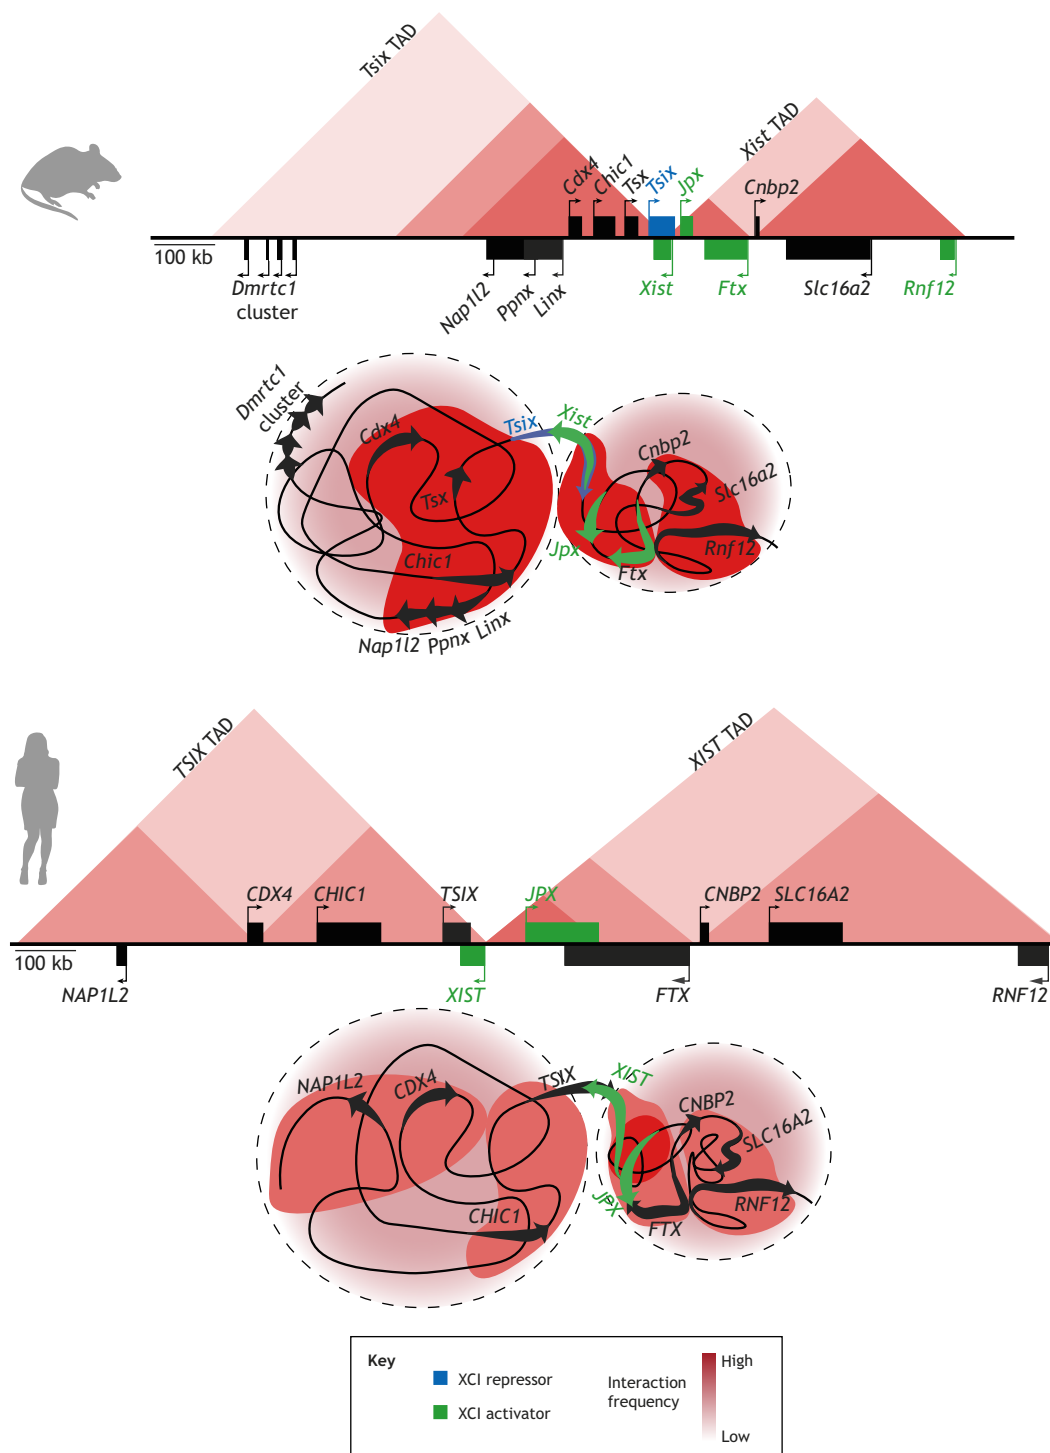 Tsix TAD
Xist TAD
Cdx4
Chic1
Tsx
Tsix
Jpx
Cnbp2
100 kb
Dmrtc1
cluster
Nap1l2
Ppnx
Linx
Xist
Ftx
Slc16a2
Rnf12
Dmrtc1
cluster
Cdx4
Tsix
Xist
Cnbp2
Slc16a2
Tsx
Chic1
Jpx
Ftx
Rnf12
Nap1l2
Ppnx
Linx
TSIX TAD
XIST TAD
CDX4
CHIC1
TSIX
JPX
CNBP2
SLC16A2
100 kb
NAP1L2
XIST
FTX
RNF12
NAP1L2
CDX4
TSIX
XIST
CNBP2
SLC16A2
CHIC1
JPX
FTX
RNF12
Key
XCI repressor
XCI activator
Interaction
frequency
High
Low